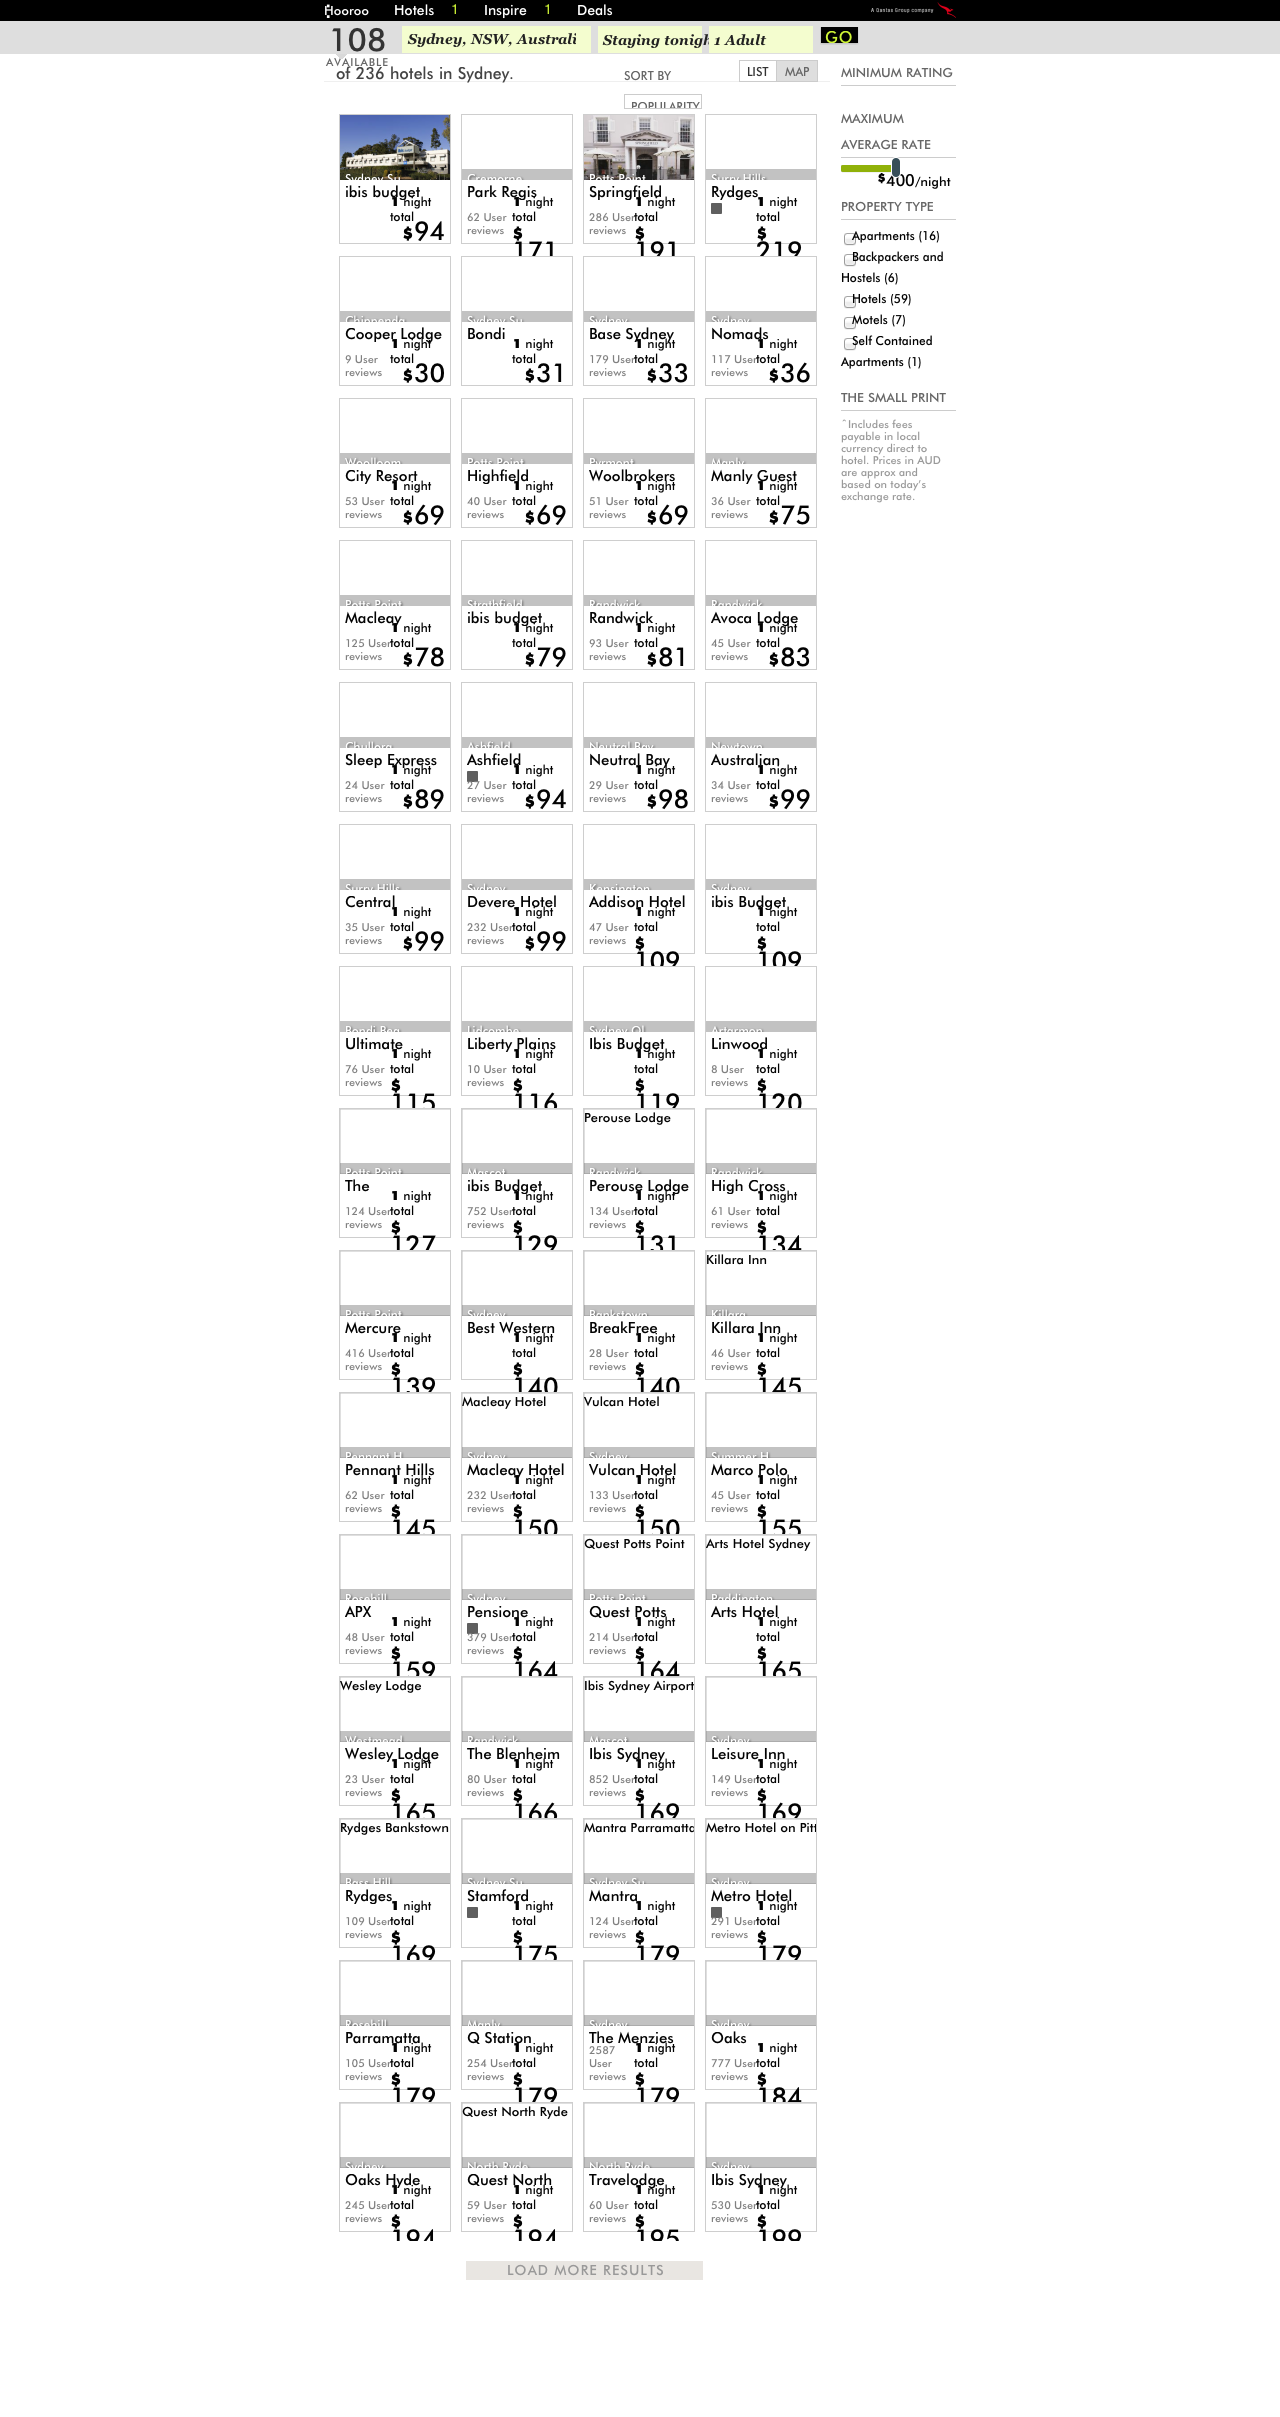 Hooroo Hotels 1 Inspire 1 Deals A Qantas Group company
108 Sydney, NSW, Australi Staying tonigh 1 Adult GO
AVAILABLE
of 236 hotels in Sydney. SORT BY LIST MAP
POPULARITY
MINIMUM RATING
MAXIMUM
AVERAGE RATE
$400/night
PROPERTY TYPE
Apartments (16)
Backpackers and
Hostels (6)
Hotels (59)
Motels (7)
Self Contained
Apartments (1)
THE SMALL PRINT
^Includes fees
payable in local
currency direct to
hotel. Prices in AUD
are approx and
based on today's
exchange rate.
Sydney Su Cremorne Potts Point Surry Hills
ibis budget Park Regis Springfield Rydges
1 night 1 night 1 night 1 night
62 User reviews 286 User reviews
total total total total
$94 $171 $191 $219
Chippenda Sydney Su Sydney Sydney
Cooper Lodge Bondi Base Sydney Nomads
1 night 1 night 1 night 1 night
9 User reviews 179 User reviews 117 User reviews
total total total total
$30 $31 $33 $36
Woolloom Potts Point Pyrmont Manly
City Resort Highfield Woolbrokers Manly Guest
1 night 1 night 1 night 1 night
53 User reviews 40 User reviews 51 User reviews 36 User reviews
total total total total
$69 $69 $69 $75
Potts Point Strathfield Randwick Randwick
Macleay ibis budget Randwick Avoca Lodge
1 night 1 night 1 night 1 night
125 User reviews 93 User reviews 45 User reviews
total total total total
$78 $79 $81 $83
Chullora Ashfield Neutral Bay Newtown
Sleep Express Ashfield Neutral Bay Australian
1 night 1 night 1 night 1 night
24 User reviews 27 User reviews 29 User reviews 34 User reviews
total total total total
$89 $94 $98 $99
Surry Hills Sydney Kensington Sydney
Central Devere Hotel Addison Hotel ibis Budget
1 night 1 night 1 night 1 night
35 User reviews 232 User reviews 47 User reviews
total total total total
$99 $99 $109 $109
Bondi Bea Lidcombe Sydney Ol Artarmon
Ultimate Liberty Plains Ibis Budget Linwood
1 night 1 night 1 night 1 night
76 User reviews 10 User reviews 8 User reviews
total total total total
$115 $116 $119 $120
Perouse Lodge
Potts Point Mascot Randwick Randwick
The ibis Budget Perouse Lodge High Cross
1 night 1 night 1 night 1 night
124 User reviews 752 User reviews 134 User reviews 61 User reviews
total total total total
$127 $129 $131 $134
Killara Inn
Potts Point Sydney Bankstown Killara
Mercure Best Western BreakFree Killara Inn
1 night 1 night 1 night 1 night
416 User reviews 28 User reviews 46 User reviews
total total total total
$139 $140 $140 $145
Macleay Hotel Vulcan Hotel
Pennant H Sydney Sydney Summer H
Pennant Hills Macleay Hotel Vulcan Hotel Marco Polo
1 night 1 night 1 night 1 night
62 User reviews 232 User reviews 133 User reviews 45 User reviews
total total total total
$145 $150 $150 $155
Quest Potts Point Arts Hotel Sydney
Rosehill Sydney Potts Point Paddington
APX Pensione Quest Potts Arts Hotel
1 night 1 night 1 night 1 night
48 User reviews 379 User reviews 214 User reviews
total total total total
$159 $164 $164 $165
Wesley Lodge Ibis Sydney Airport
Westmead Randwick Mascot Sydney
Wesley Lodge The Blenheim Ibis Sydney Leisure Inn
1 night 1 night 1 night 1 night
23 User reviews 80 User reviews 852 User reviews 149 User reviews
total total total total
$165 $166 $169 $169
Rydges Bankstown Mantra Parramatta Metro Hotel on Pitt
Bass Hill Sydney Su Sydney Su Sydney
Rydges Stamford Mantra Metro Hotel
1 night 1 night 1 night 1 night
109 User reviews 124 User reviews 291 User reviews
total total total total
$169 $175 $179 $179
Rosehill Manly Sydney Sydney
Parramatta Q Station The Menzies Oaks
1 night 1 night 1 night 1 night
105 User reviews 254 User reviews 2587 User reviews 777 User reviews
total total total total
$179 $179 $179 $184
Quest North Ryde
Sydney North Ryde North Ryde Sydney
Oaks Hyde Quest North Travelodge Ibis Sydney
1 night 1 night 1 night 1 night
245 User reviews 59 User reviews 60 User reviews 530 User reviews
total total total total
$194 $194 $195 $199
LOAD MORE RESULTS